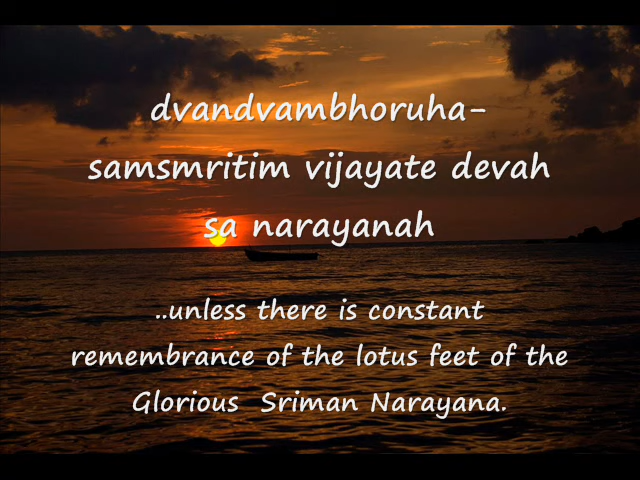 dvandvambhoruha-
samsmritim vijayate devah
sa narayanah
..unless there is constant
remembrance of the lotus feet of the
Glorious  Sriman Narayana.